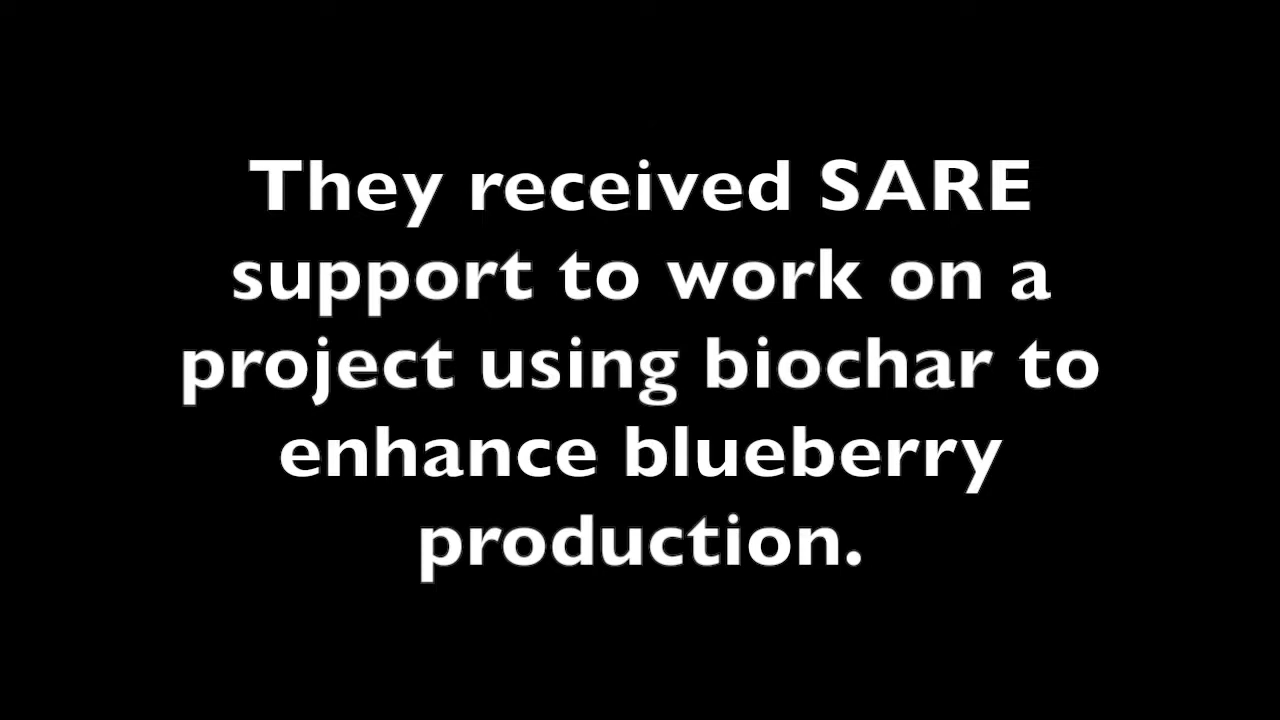 They received SARE
support to work on a
project using biochar to
enhance blueberry
production.